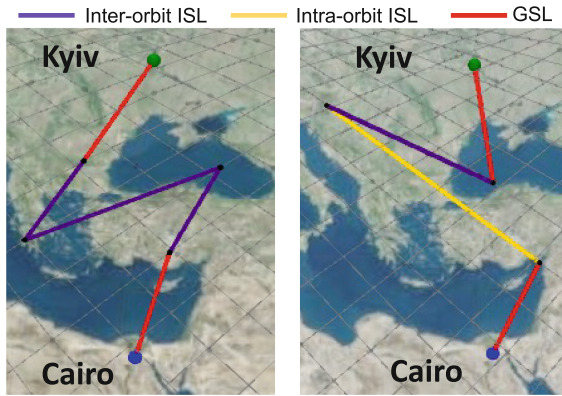 Inter-orbit ISL Intra-orbit ISL GSL
Kyiv
Cairo
Kyiv
Cairo